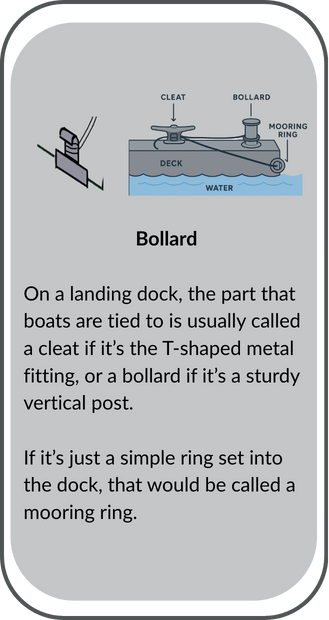 CLEAT
BOLLARD
MOORING
RING
DECK
WATER
Bollard
On a landing dock, the part that
boats are tied to is usually called
a cleat if it’s the T-shaped metal
fitting, or a bollard if it’s a sturdy
vertical post.
If it’s just a simple ring set into
the dock, that would be called a
mooring ring.